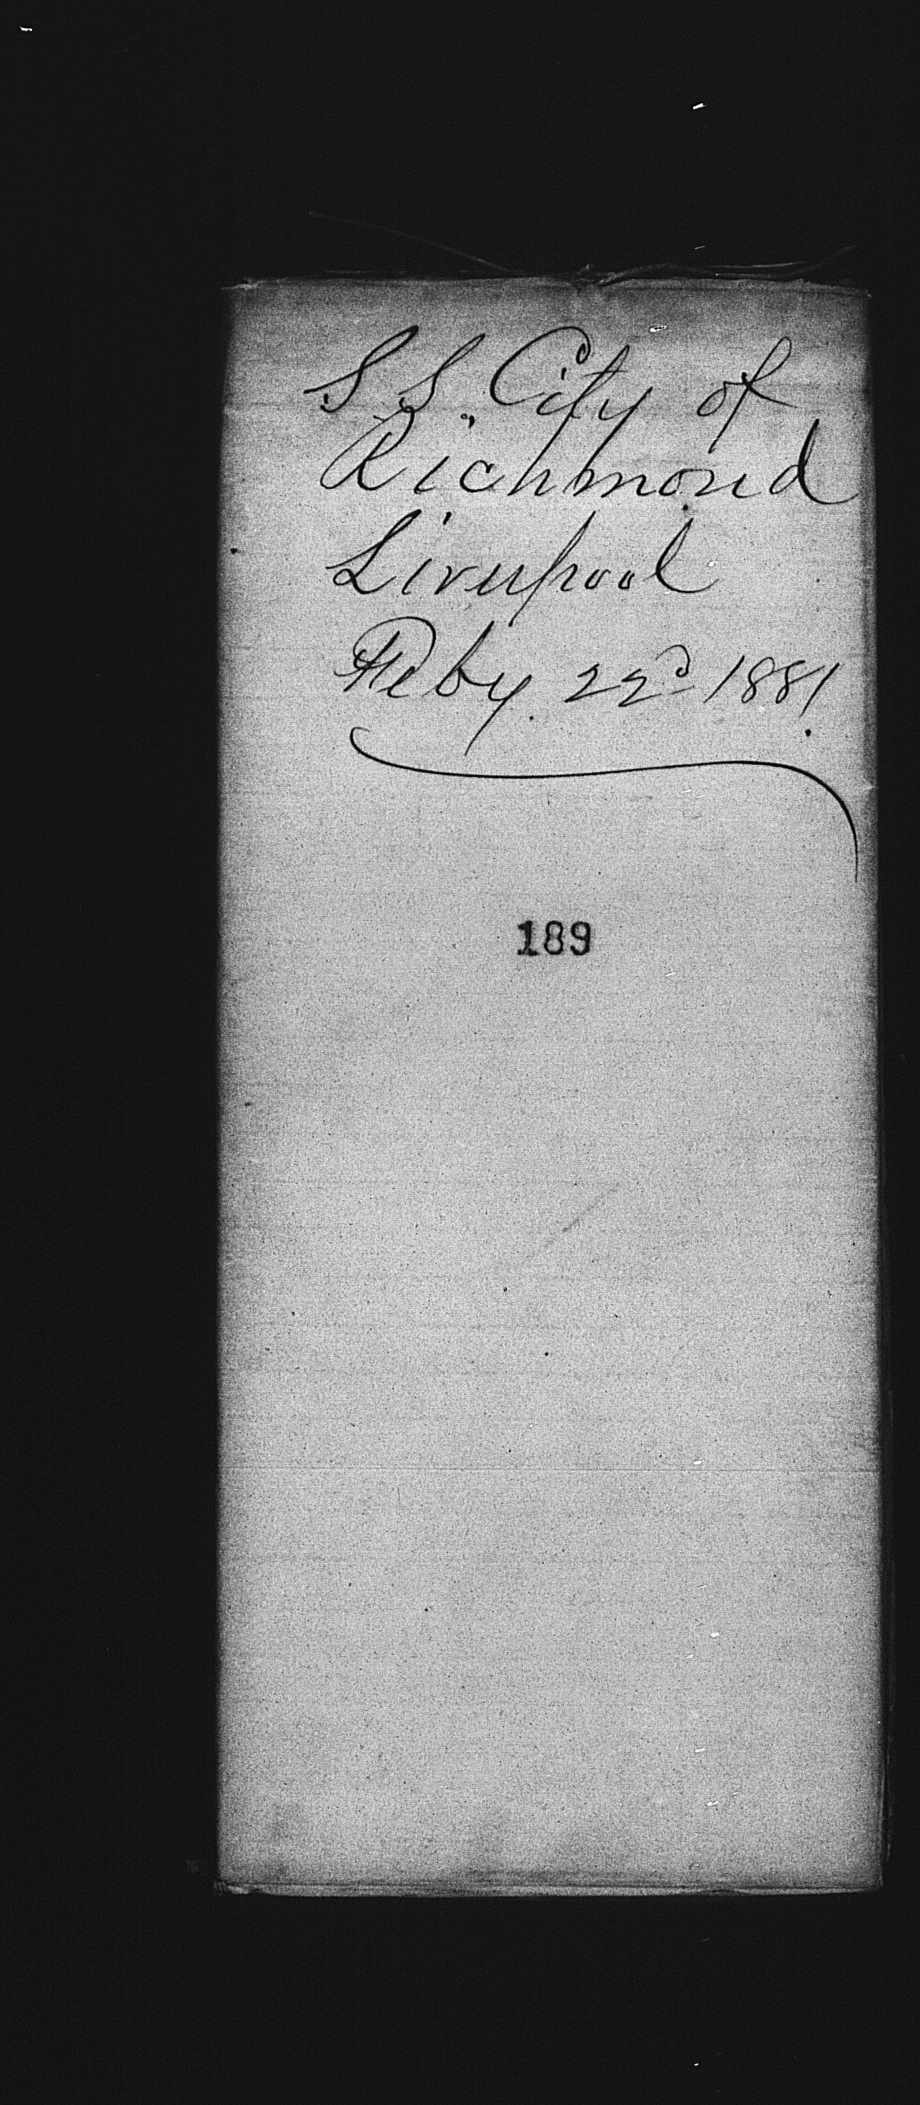 S.S. City of
Richmond
Liverpool
Feby. 22d 1881.
189